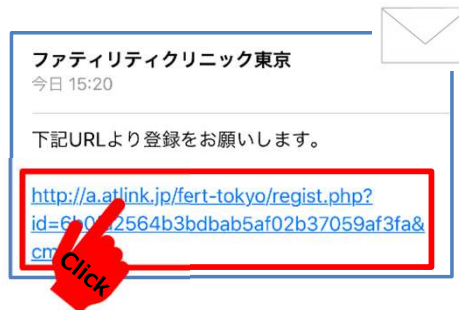 ファティリティクリニック東京
今日 15:20
下記URLより登録をお願いします。
http://a.atlink.jp/fert-tokyo/regist.php?
2564b3bdbab5af02b37059af3fa&
Click